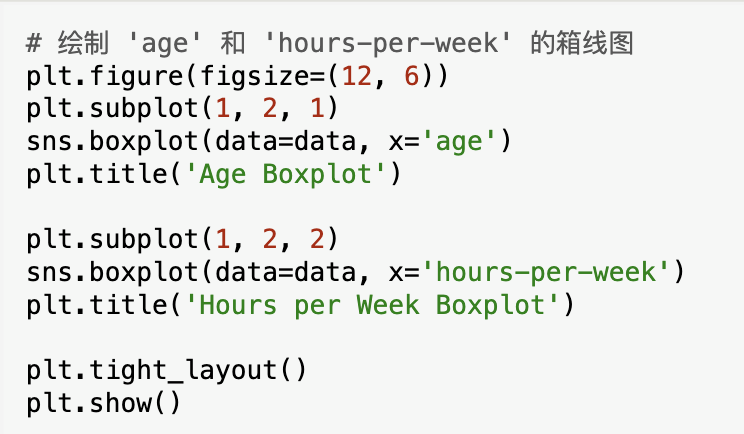 # 绘制 'age' 和 'hours-per-week' 的箱线图
plt.figure(figsize=(12, 6))
plt.subplot(1, 2, 1)
sns.boxplot(data=data, x='age')
plt.title('Age Boxplot')
plt.subplot(1, 2, 2)
sns.boxplot(data=data, x='hours-per-week')
plt.title('Hours per Week Boxplot')
plt.tight_layout()
plt.show()